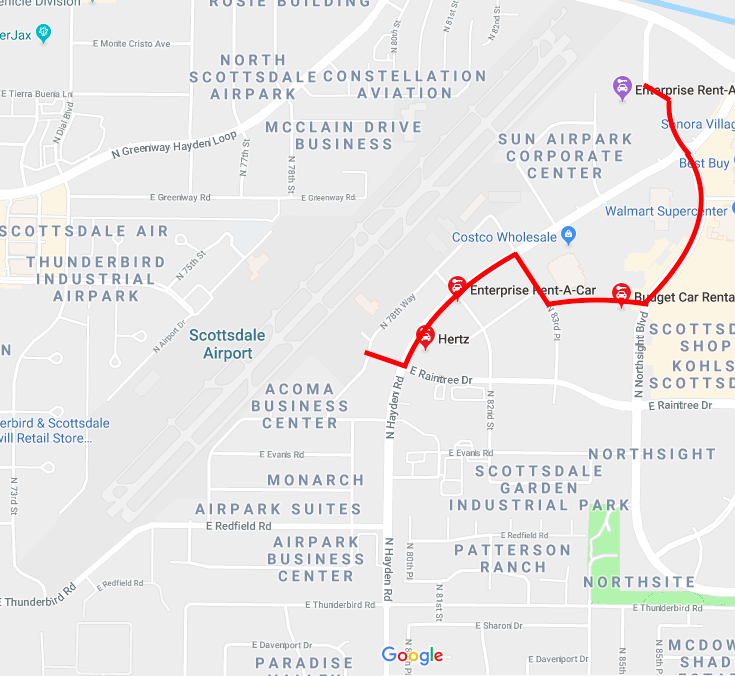 ROSIE BUILDING
ehicle Division
erJax
E Monte Cristo Ave
N 80th St
N 81st St
N 82nd St
NORTH
SCOTTSDALE
AIRPARK
CONSTELLATION
AVIATION
E Tierra Buena Ln
N Dial Blvd
Enterprise Rent-A
MCCLAIN DRIVE
BUSINESS
N Greenway Hayden Loop
N 77th St
N 78th St
SUN AIRPARK
CORPORATE
CENTER
Sonora Villag
Best Buy
E Greenway Rd
E Greenway Rd
Walmart Supercenter
SCOTTSDALE AIR
Costco Wholesale
THUNDERBIRD
INDUSTRIAL
AIRPARK
N 75th St
Enterprise Rent-A-Car
Budget Car Renta
N 78th Way
N Airport Dr
Scottsdale
Airport
Hertz
N 83rd Pl
N Northsight Blvd
SCOTTSD
SHOP
KOHLS
SCOTTSD
N
E Raintree Dr
ACOMA
BUSINESS
CENTER
N Hayden Rd
N 82nd St
E Raintree Dr
erbird & Scottsdale
will Retail Store...
E Evans Rd
E Evans Rd
NORTHSIGHT
MONARCH
SCOTTSDALE
GARDEN
INDUSTRIAL PARK
N 73rd St
AIRPARK SUITES
E Redfield Rd
AIRPARK
BUSINESS
CENTER
N Hayden Rd
E Redfield Rd
N 80th Pl
PATTERSON
RANCH
E Redfield Rd
NORTHSITE
E Thunderbird Rd
N 81st St
E Thunderbird Rd
E Thunderbird Rd
E Sharon Dr
E Davenport Dr
Google
E Davenport Dr
N 85th Pl
N 85th St
MCDOW
SHAD
PARADISE